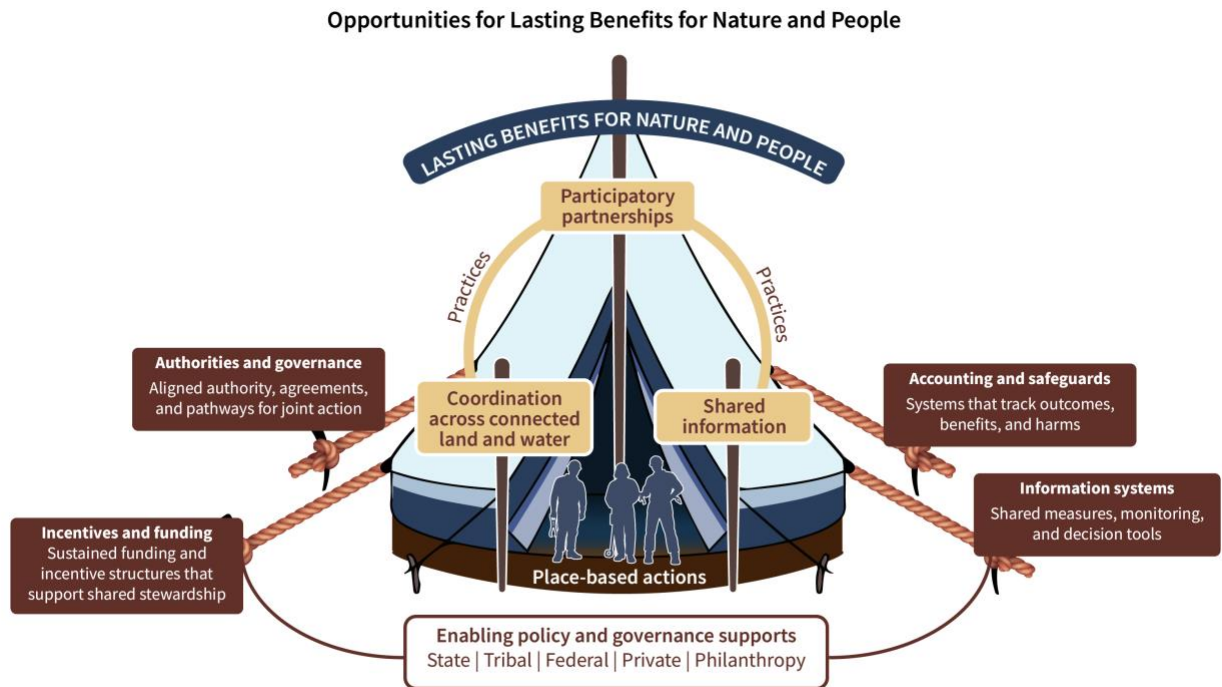 Opportunities for Lasting Benefits for Nature and People
LASTING BENEFITS FOR NATURE AND PEOPLE
Participatory
partnerships
Practices
Practices
Authorities and governance
Aligned authority, agreements,
and pathways for joint action
Coordination
across connected
land and water
Shared
information
Accounting and safeguards
Systems that track outcomes,
benefits, and harms
Incentives and funding
Sustained funding and
incentive structures that
support shared stewardship
Information systems
Shared measures, monitoring,
and decision tools
Place-based actions
Enabling policy and governance supports
State | Tribal | Federal | Private | Philanthropy